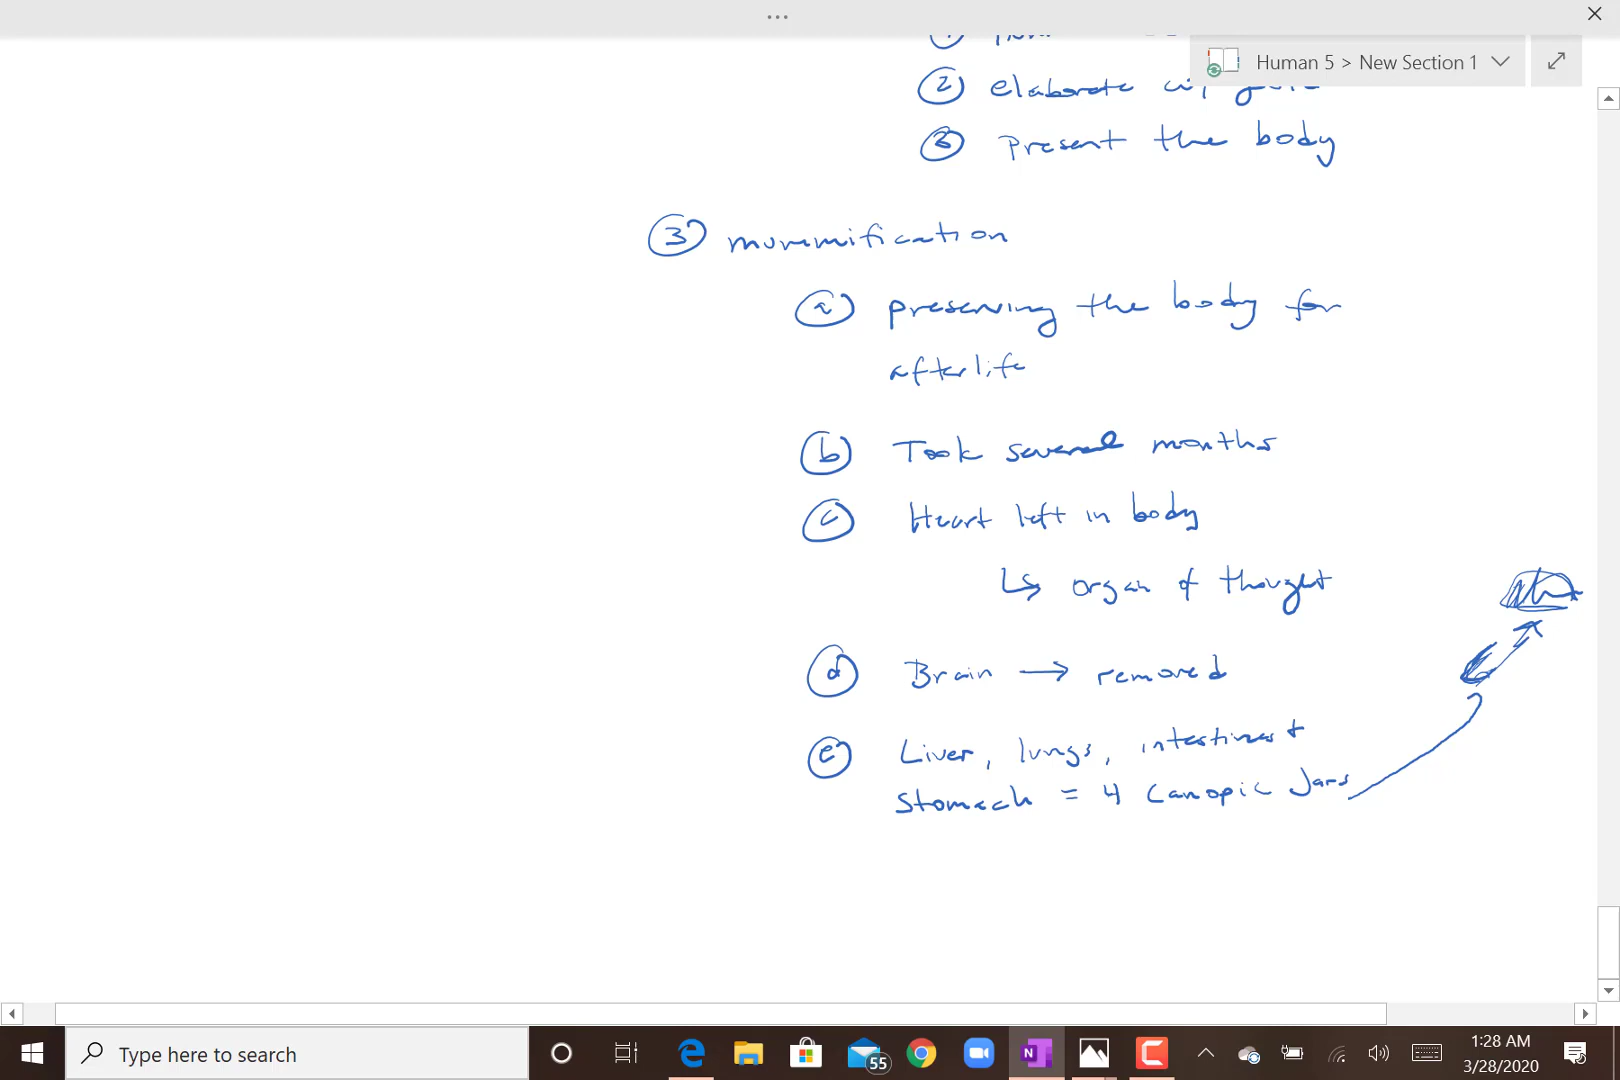 Human 5 > New Section 1
② elaborate w/ gold
③ Present the body
③ mummification
ⓐ preserving the body for
afterlife
ⓑ Took several months
ⓒ Heart left in body
↳ organ of thought
ⓓ Brain → removed
ⓔ Liver, lungs, intestines +
Stomach = 4 Canopic Jars
Type here to search
55
N
1:28 AM
3/28/2020